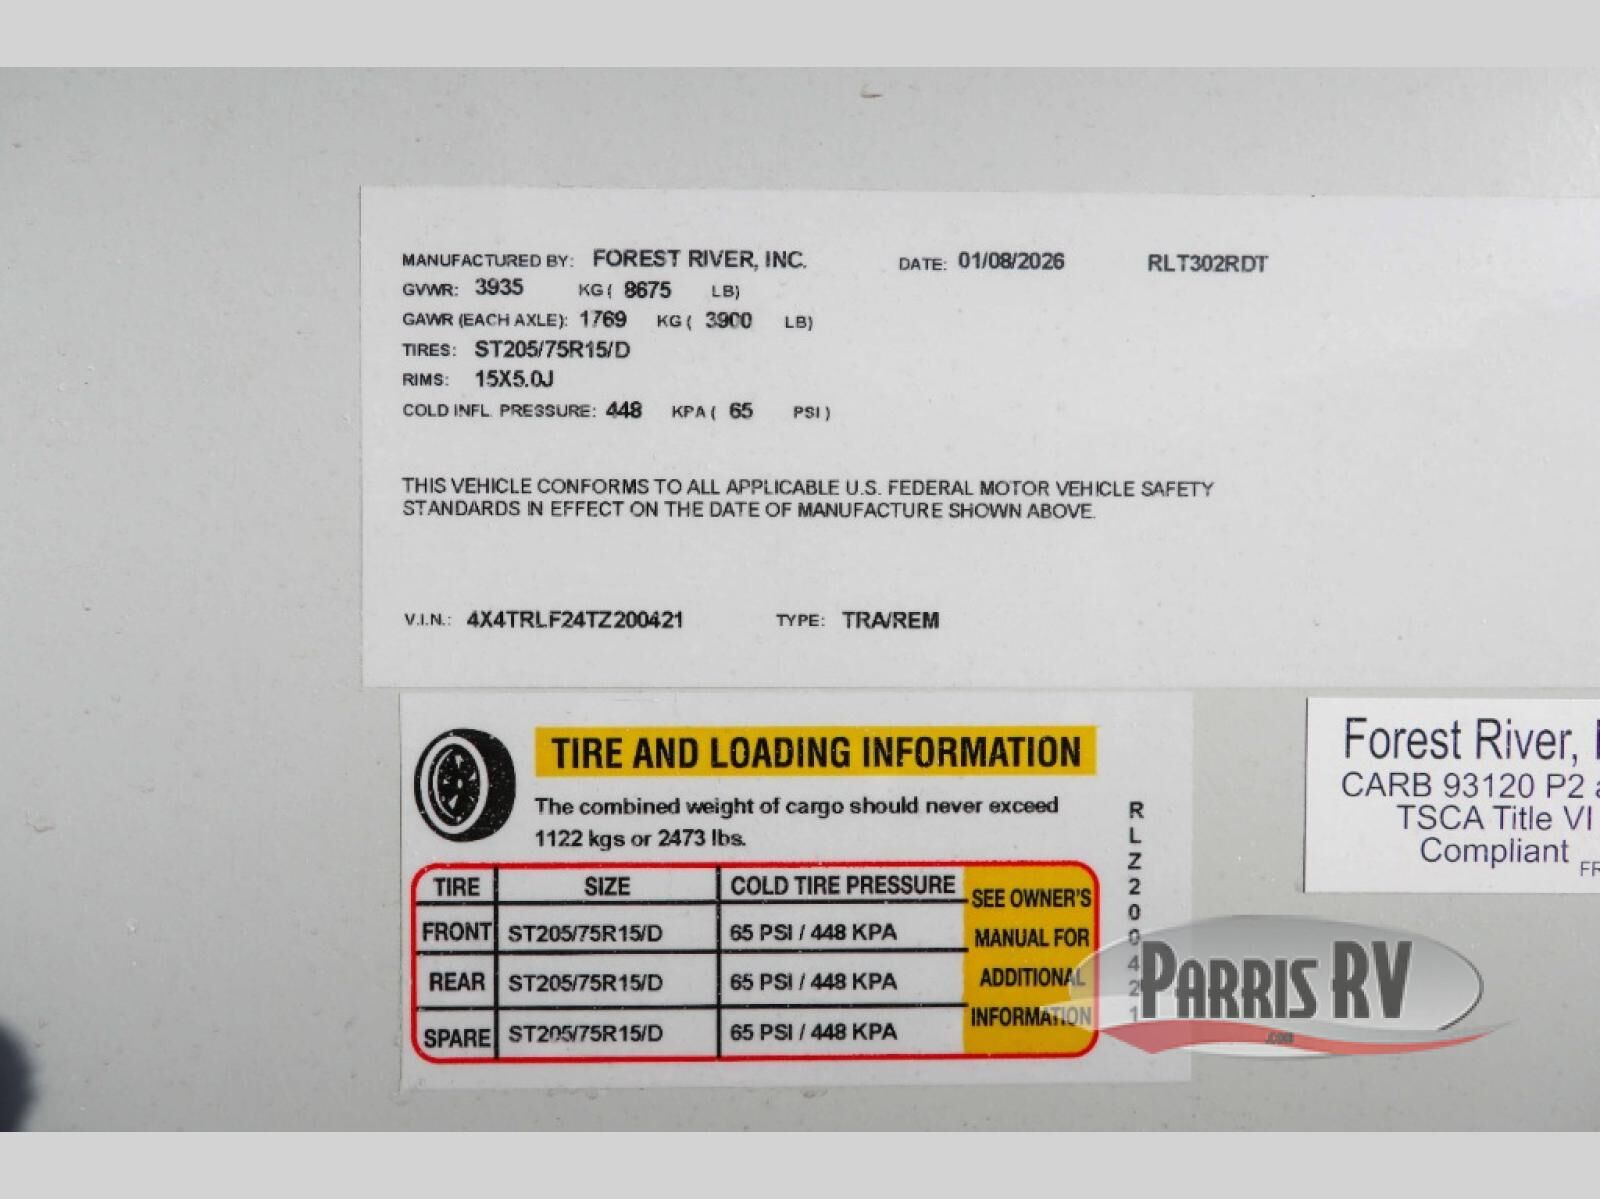 MANUFACTURED BY: FOREST RIVER, INC. DATE: 01/08/2026 RLT302RDT
GVWR: 3935 KG( 8675 LB)
GAWR (EACH AXLE): 1769 KG( 3900 LB)
TIRES: ST205/75R15/D
RIMS: 15X5.0J
COLD INFL. PRESSURE: 448 KPA( 65 PSI)
THIS VEHICLE CONFORMS TO ALL APPLICABLE U.S. FEDERAL MOTOR VEHICLE SAFETY
STANDARDS IN EFFECT ON THE DATE OF MANUFACTURE SHOWN ABOVE.
V.I.N.: 4X4TRLF24TZ200421 TYPE: TRA/REM
TIRE AND LOADING INFORMATION
The combined weight of cargo should never exceed
1122 kgs or 2473 lbs.
TIRE SIZE COLD TIRE PRESSURE
FRONT ST205/75R15/D 65 PSI / 448 KPA
REAR ST205/75R15/D 65 PSI / 448 KPA
SPARE ST205/75R15/D 65 PSI / 448 KPA
SEE OWNER'S
MANUAL FOR
ADDITIONAL
INFORMATION
RLZ200421
Forest River,
CARB 93120 P2
TSCA Title VI
Compliant
PARRIS RV
.COM